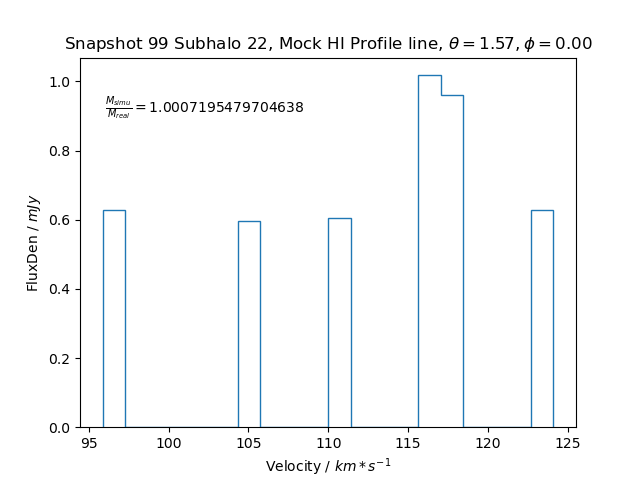 Snapshot 99 Subhalo 22, Mock HI Profile line, θ = 1.57, ϕ = 0.00
1.0
M_simu/M_real = 1.0007195479704638
0.8
0.6
FluxDen / mJy
0.4
0.2
0.0
95 100 105 110 115 120 125
Velocity / km * s⁻¹